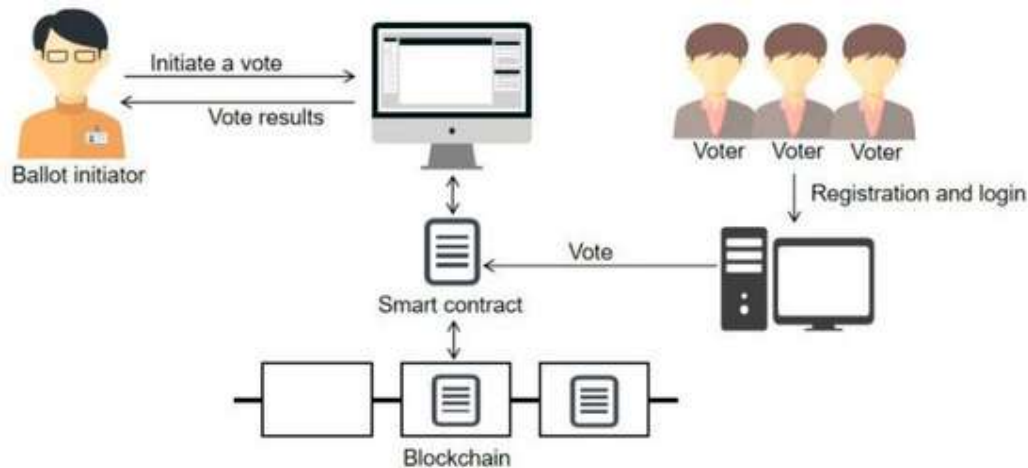 Initiate a vote
Vote results
Ballot initiator
Voter Voter Voter
Registration and login
Vote
Smart contract
Blockchain